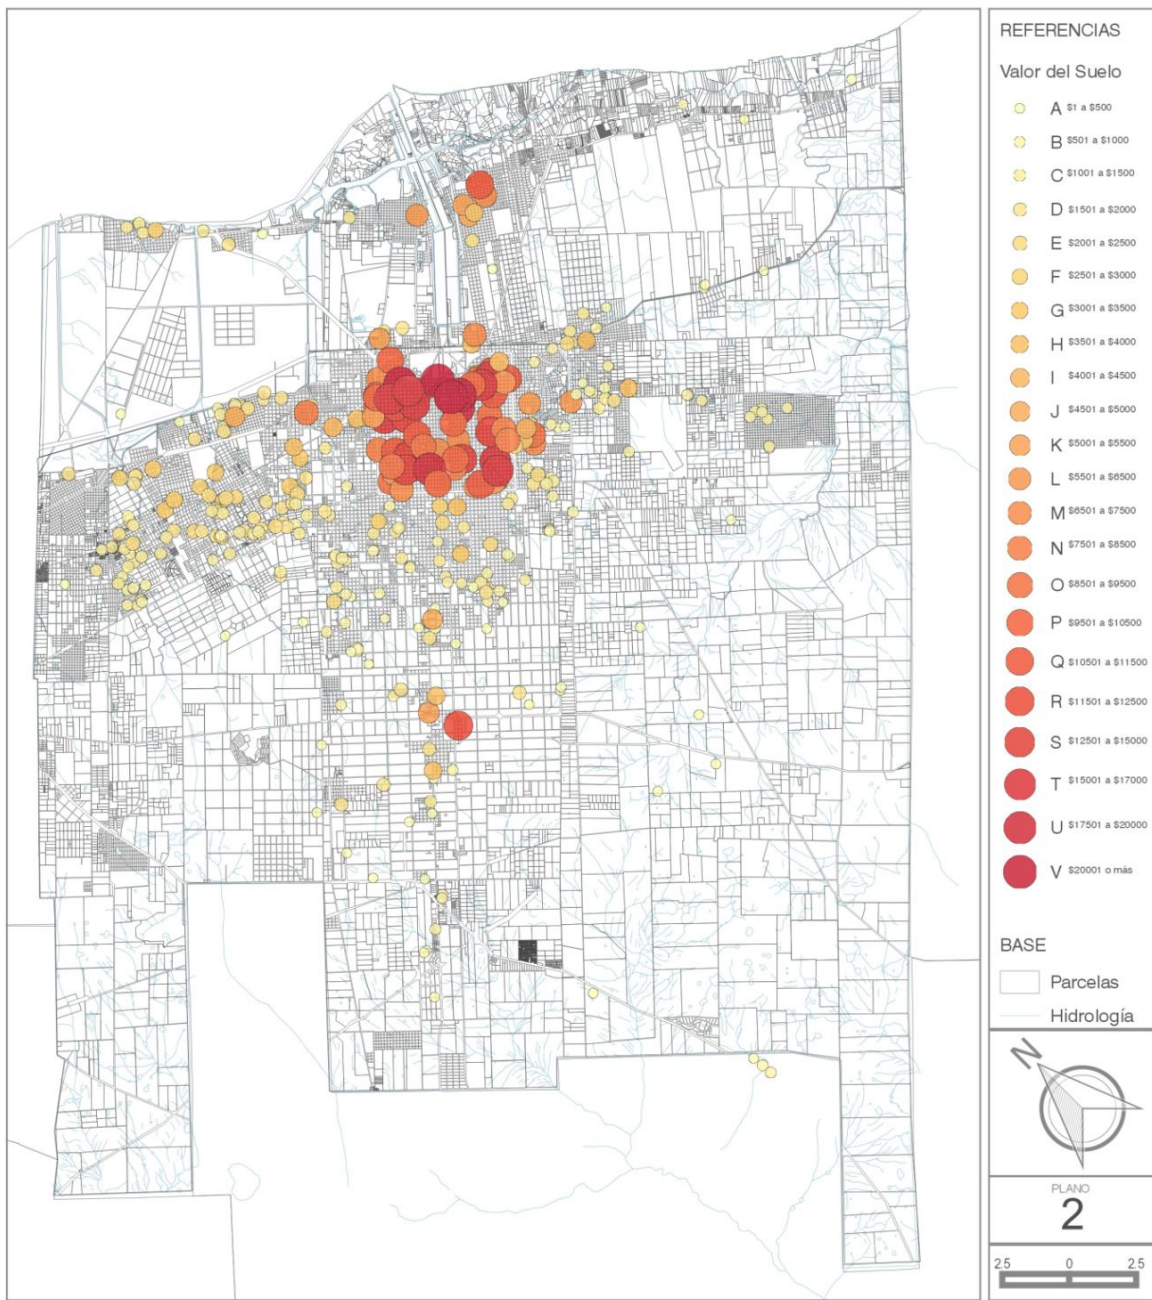 REFERENCIAS
Valor del Suelo
A $1 a $500
B $501 a $1000
C $1001 a $1500
D $1501 a $2000
E $2001 a $2500
F $2501 a $3000
G $3001 a $3500
H $3501 a $4000
I $4001 a $4500
J $4501 a $5000
K $5001 a $5500
L $5501 a $6500
M $6501 a $7500
N $7501 a $8500
O $8501 a $9500
P $9501 a $10500
Q $10501 a $11500
R $11501 a $12500
S $12501 a $15000
T $15001 a $17000
U $17501 a $20000
V $20001 o más
BASE
Parcelas
Hidrología
N
PLANO
2
2.5 0 2.5